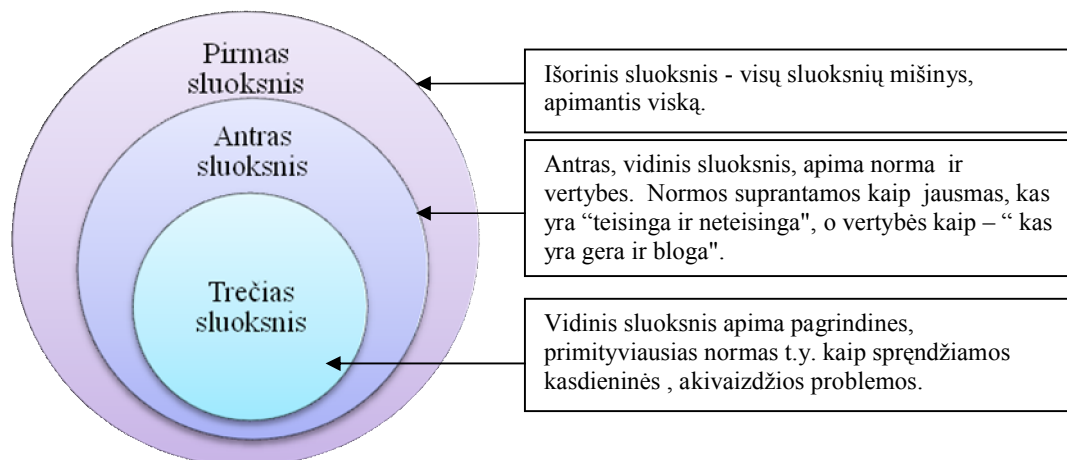 Pirmas
sluoksnis
Išorinis sluoksnis - visų sluoksnių mišinys,
apimantis viską.
Antras
sluoksnis
Antras, vidinis sluoksnis, apima norma ir
vertybes. Normos suprantamos kaip jausmas, kas
yra “teisinga ir neteisinga", o vertybės kaip – “ kas
yra gera ir bloga".
Trečias
sluoksnis
Vidinis sluoksnis apima pagrindines,
primityviausias normas t.y. kaip spręndžiamos
kasdieninės , akivaizdžios problemos.